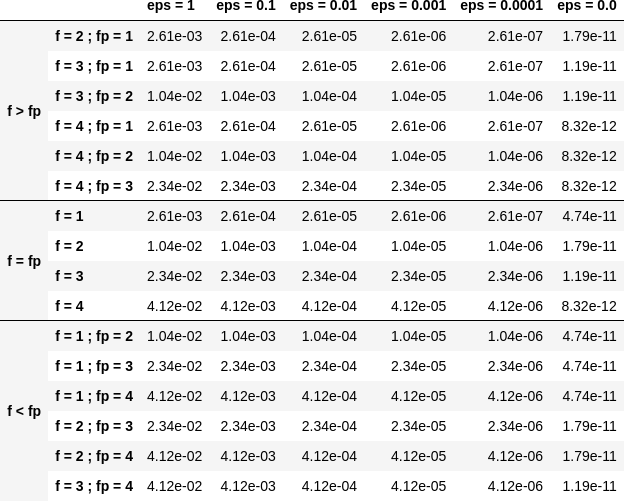 eps = 1 eps = 0.1 eps = 0.01 eps = 0.001 eps = 0.0001 eps = 0.0
f > fp
f = 2 ; fp = 1 2.61e-03 2.61e-04 2.61e-05 2.61e-06 2.61e-07 1.79e-11
f = 3 ; fp = 1 2.61e-03 2.61e-04 2.61e-05 2.61e-06 2.61e-07 1.19e-11
f = 3 ; fp = 2 1.04e-02 1.04e-03 1.04e-04 1.04e-05 1.04e-06 1.19e-11
f = 4 ; fp = 1 2.61e-03 2.61e-04 2.61e-05 2.61e-06 2.61e-07 8.32e-12
f = 4 ; fp = 2 1.04e-02 1.04e-03 1.04e-04 1.04e-05 1.04e-06 8.32e-12
f = 4 ; fp = 3 2.34e-02 2.34e-03 2.34e-04 2.34e-05 2.34e-06 8.32e-12
f = fp
f = 1 2.61e-03 2.61e-04 2.61e-05 2.61e-06 2.61e-07 4.74e-11
f = 2 1.04e-02 1.04e-03 1.04e-04 1.04e-05 1.04e-06 1.79e-11
f = 3 2.34e-02 2.34e-03 2.34e-04 2.34e-05 2.34e-06 1.19e-11
f = 4 4.12e-02 4.12e-03 4.12e-04 4.12e-05 4.12e-06 8.32e-12
f < fp
f = 1 ; fp = 2 1.04e-02 1.04e-03 1.04e-04 1.04e-05 1.04e-06 4.74e-11
f = 1 ; fp = 3 2.34e-02 2.34e-03 2.34e-04 2.34e-05 2.34e-06 4.74e-11
f = 1 ; fp = 4 4.12e-02 4.12e-03 4.12e-04 4.12e-05 4.12e-06 4.74e-11
f = 2 ; fp = 3 2.34e-02 2.34e-03 2.34e-04 2.34e-05 2.34e-06 1.79e-11
f = 2 ; fp = 4 4.12e-02 4.12e-03 4.12e-04 4.12e-05 4.12e-06 1.79e-11
f = 3 ; fp = 4 4.12e-02 4.12e-03 4.12e-04 4.12e-05 4.12e-06 1.19e-11